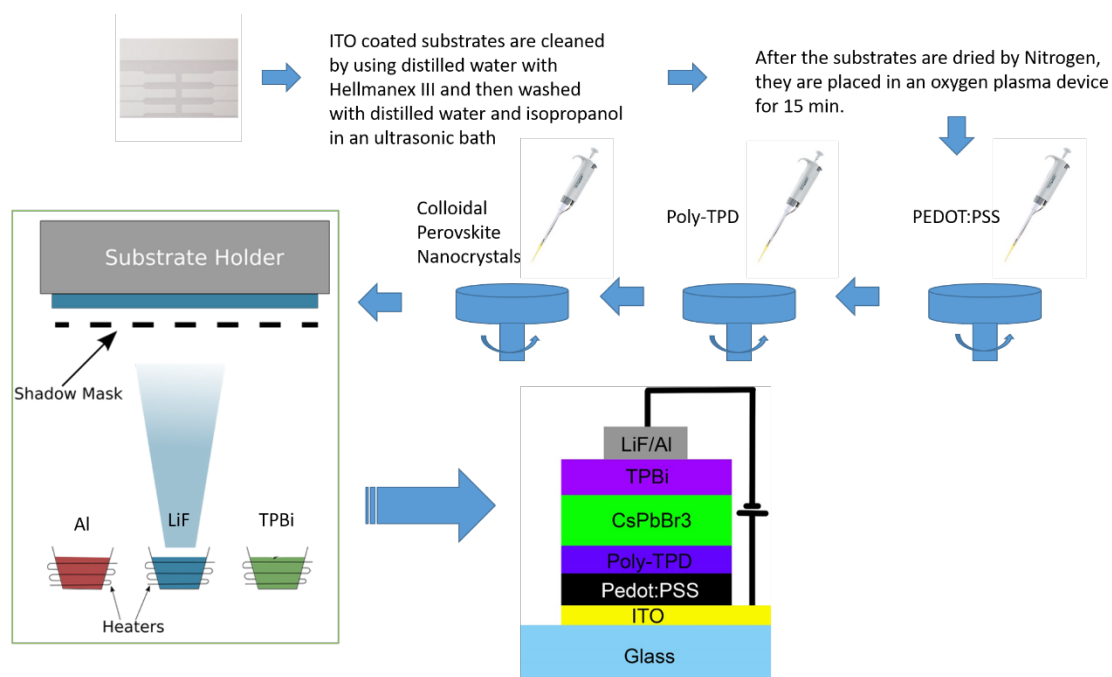 ITO coated substrates are cleaned
by using distilled water with
Hellmanex III and then washed
with distilled water and isopropanol
in an ultrasonic bath
After the substrates are dried by Nitrogen,
they are placed in an oxygen plasma device
for 15 min.
PEDOT:PSS
Poly-TPD
Colloidal
Perovskite
Nanocrystals
Substrate Holder
Shadow Mask
Al
LiF
TPBi
Heaters
LiF/Al
TPBi
CsPbBr3
Poly-TPD
Pedot:PSS
ITO
Glass